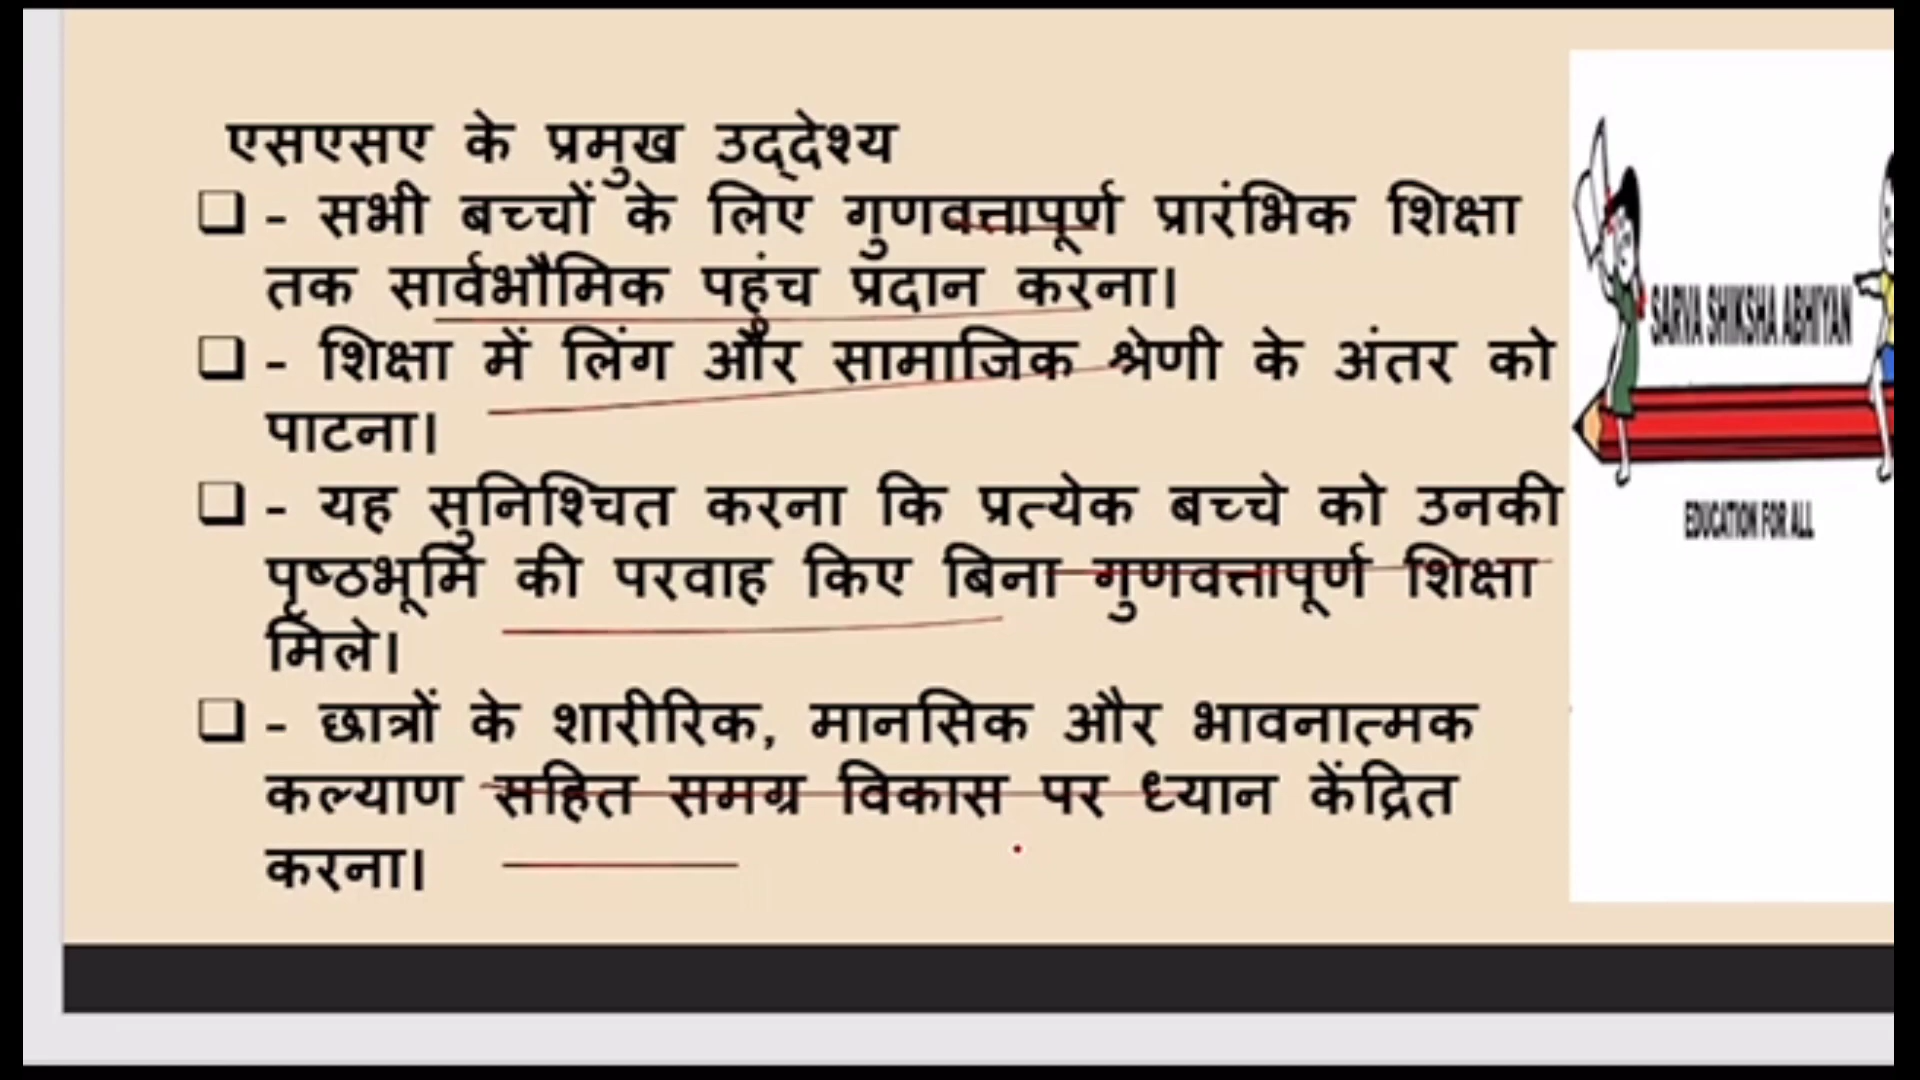 एसएसए के प्रमुख उद्देश्य
❑ - सभी बच्चों के लिए गुणवत्तापूर्ण प्रारंभिक शिक्षा
तक सार्वभौमिक पहुंच प्रदान करना।
❑ - शिक्षा में लिंग और सामाजिक श्रेणी के अंतर को
पाटना।
❑ - यह सुनिश्चित करना कि प्रत्येक बच्चे को उनकी
पृष्ठभूमि की परवाह किए बिना गुणवत्तापूर्ण शिक्षा
मिले।
❑ - छात्रों के शारीरिक, मानसिक और भावनात्मक
कल्याण सहित समग्र विकास पर ध्यान केंद्रित
करना।
SARVA SHIKSHA ABHIYAN
EDUCATION FOR ALL